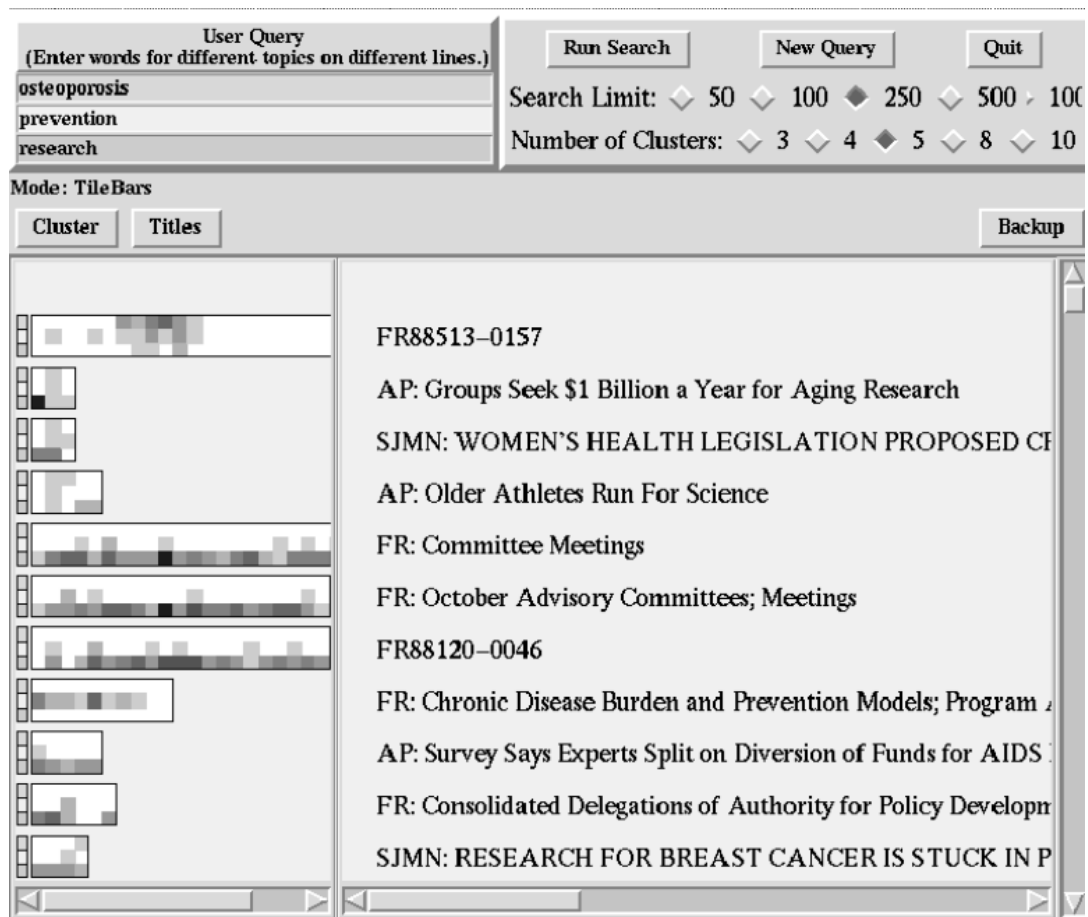 User Query
(Enter words for different topics on different lines.)
osteoporosis
prevention
research
Run Search New Query Quit
Search Limit: 50 100 250 500 100
Number of Clusters: 3 4 5 8 10
Mode: TileBars
Cluster Titles Backup
FR88513-0157
AP: Groups Seek $1 Billion a Year for Aging Research
SJMN: WOMEN'S HEALTH LEGISLATION PROPOSED
AP: Older Athletes Run For Science
FR: Committee Meetings
FR: October Advisory Committees; Meetings
FR88120-0046
FR: Chronic Disease Burden and Prevention Models; Program
AP: Survey Says Experts Split on Diversion of Funds for AIDS
FR: Consolidated Delegations of Authority for Policy Developm
SJMN: RESEARCH FOR BREAST CANCER IS STUCK IN P